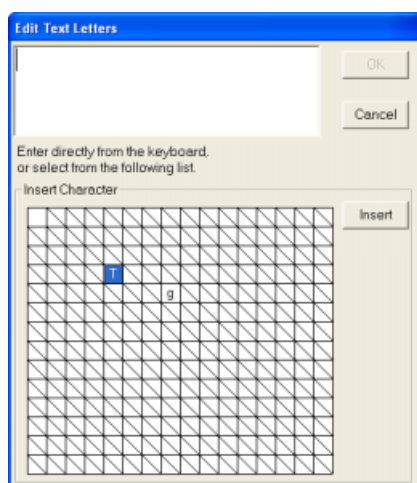 Edit Text Letters
OK
Cancel
Enter directly from the keyboard,
or select from the following list.
Insert Character
Insert
T
g